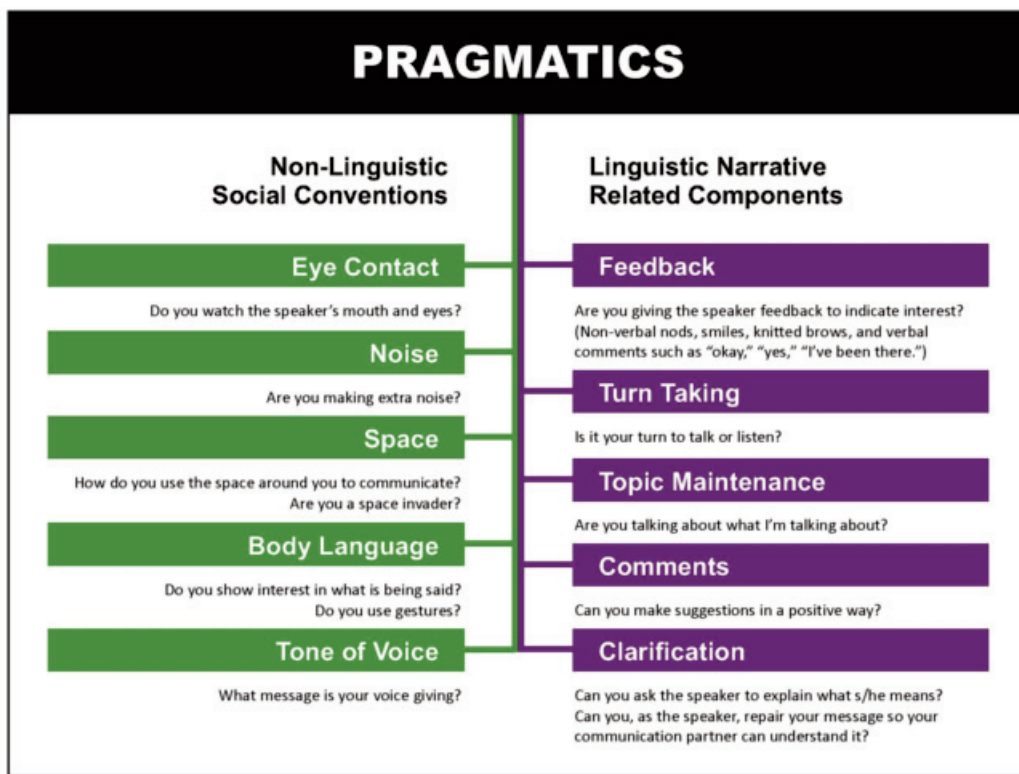 PRAGMATICS
Non-Linguistic
Social Conventions
Eye Contact
Do you watch the speaker's mouth and eyes?
Noise
Are you making extra noise?
Space
How do you use the space around you to communicate?
Are you a space invader?
Body Language
Do you show interest in what is being said?
Do you use gestures?
Tone of Voice
What message is your voice giving?
Linguistic Narrative
Related Components
Feedback
Are you giving the speaker feedback to indicate interest?
(Non-verbal nods, smiles, knitted brows, and verbal
comments such as “okay,” “yes,” “I’ve been there.”)
Turn Taking
Is it your turn to talk or listen?
Topic Maintenance
Are you talking about what I’m talking about?
Comments
Can you make suggestions in a positive way?
Clarification
Can you ask the speaker to explain what s/he means?
Can you, as the speaker, repair your message so your
communication partner can understand it?